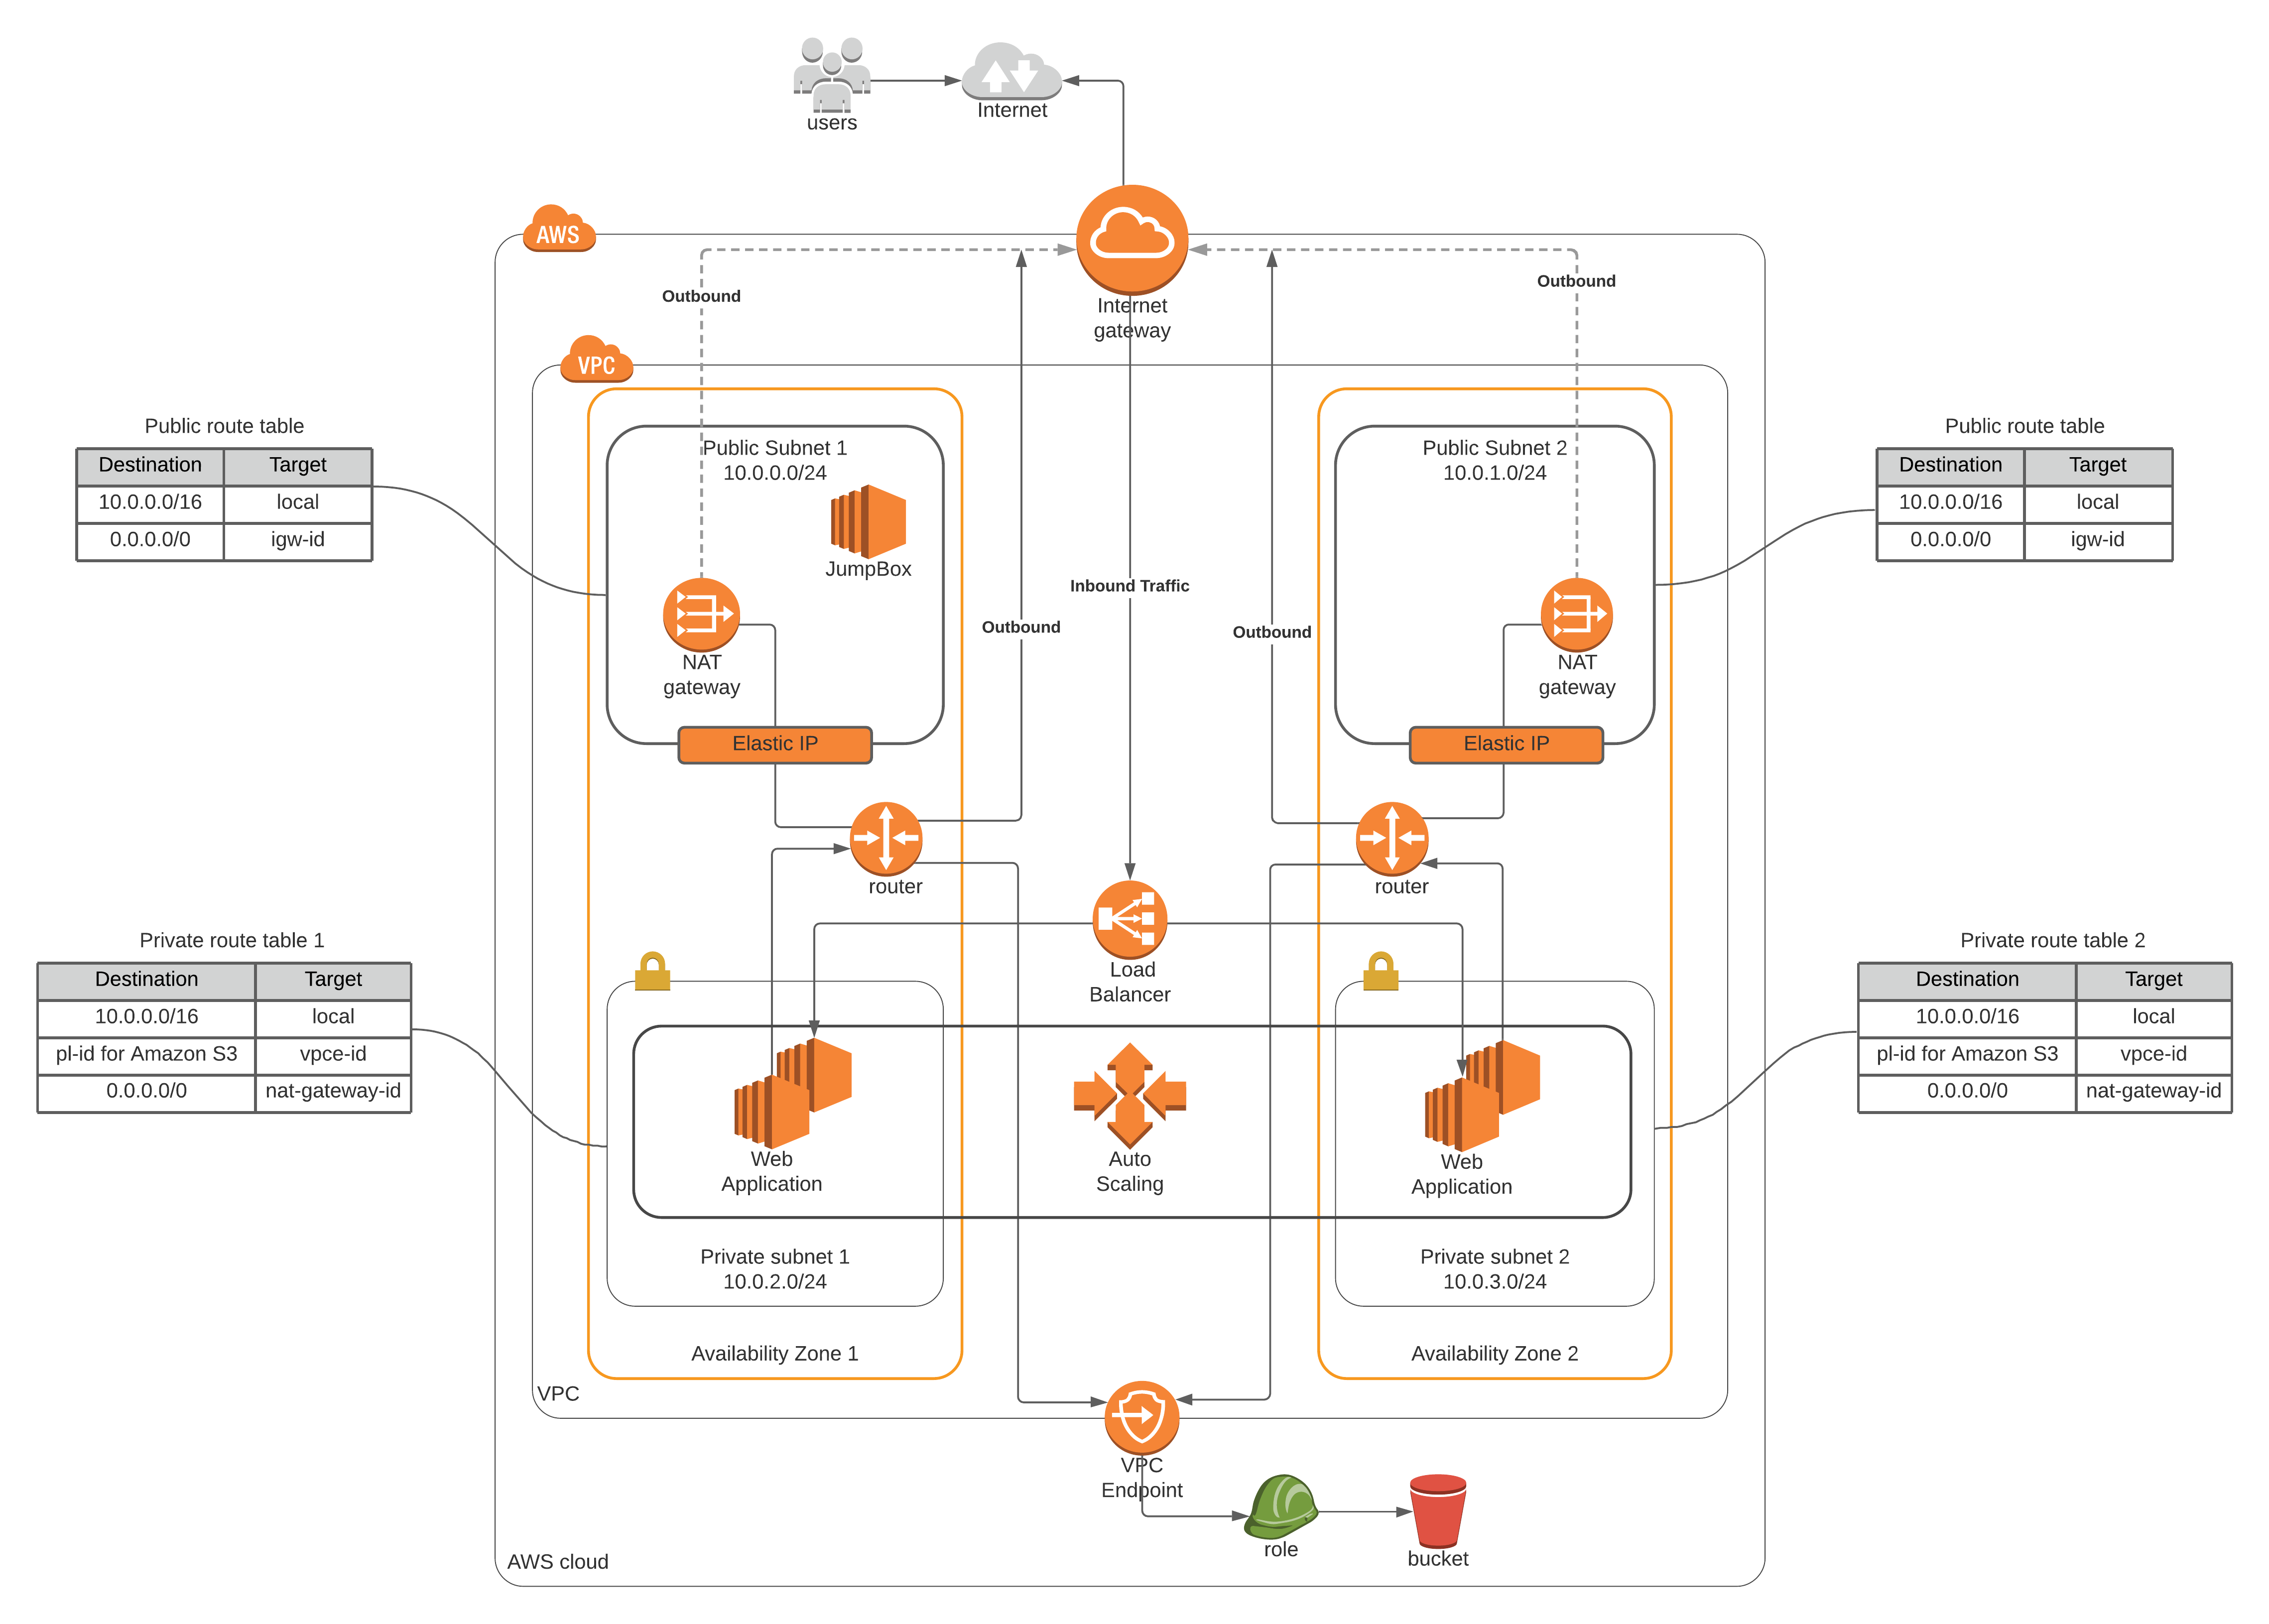 users
Internet
AWS
Internet
gateway
Outbound
Outbound
VPC
Public route table
Destination Target
10.0.0.0/16 local
0.0.0.0/0 igw-id
Public Subnet 1
10.0.0.0/24
JumpBox
NAT
gateway
Elastic IP
Outbound
Inbound Traffic
Outbound
Public Subnet 2
10.0.1.0/24
NAT
gateway
Elastic IP
Public route table
Destination Target
10.0.0.0/16 local
0.0.0.0/0 igw-id
router
router
Load
Balancer
Private route table 1
Destination Target
10.0.0.0/16 local
pl-id for Amazon S3 vpce-id
0.0.0.0/0 nat-gateway-id
Web
Application
Auto
Scaling
Web
Application
Private route table 2
Destination Target
10.0.0.0/16 local
pl-id for Amazon S3 vpce-id
0.0.0.0/0 nat-gateway-id
Private subnet 1
10.0.2.0/24
Private subnet 2
10.0.3.0/24
Availability Zone 1
Availability Zone 2
VPC
VPC
Endpoint
role
bucket
AWS cloud